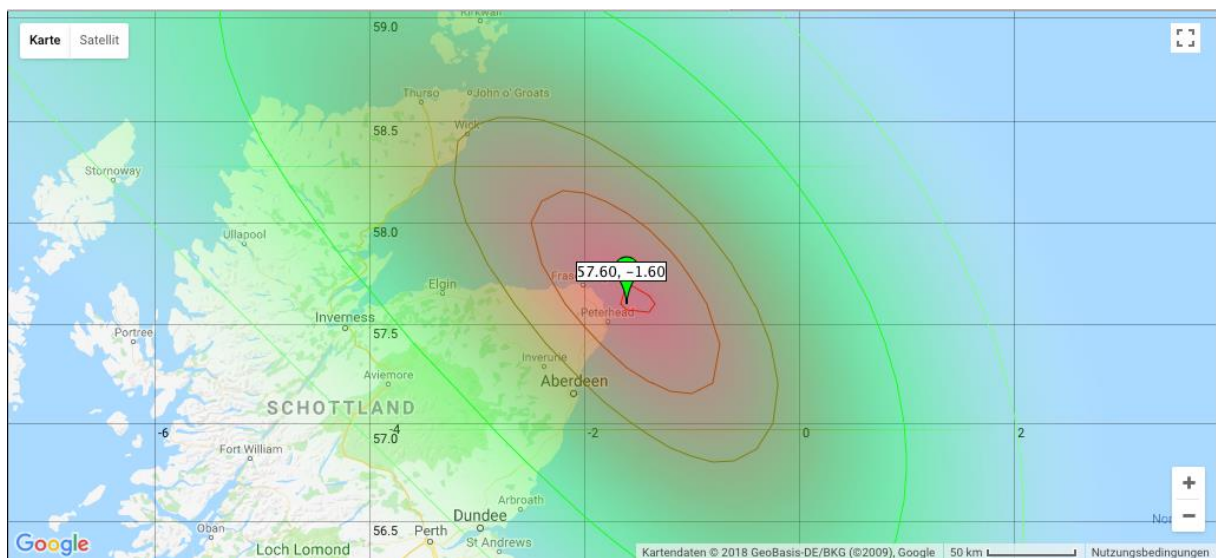 Kirkwall
59.0
Karte Satellit
Thurso
John o' Groats
58.5
Wick
Stornoway
Ullapool
58.0
57.60, −1.60
Elgin
Peterhead
Inverness
57.5
Portree
Inverurie
Aviemore
Aberdeen
SCHOTTLAND
-6
-4
-2
0
2
57.0
Fort William
Arbroath
Oban
Perth
Dundee
56.5
St Andrews
Loch Lomond
Google
Kartendaten © 2018 GeoBasis-DE/BKG (©2009), Google
50 km
Nutzungsbedingungen